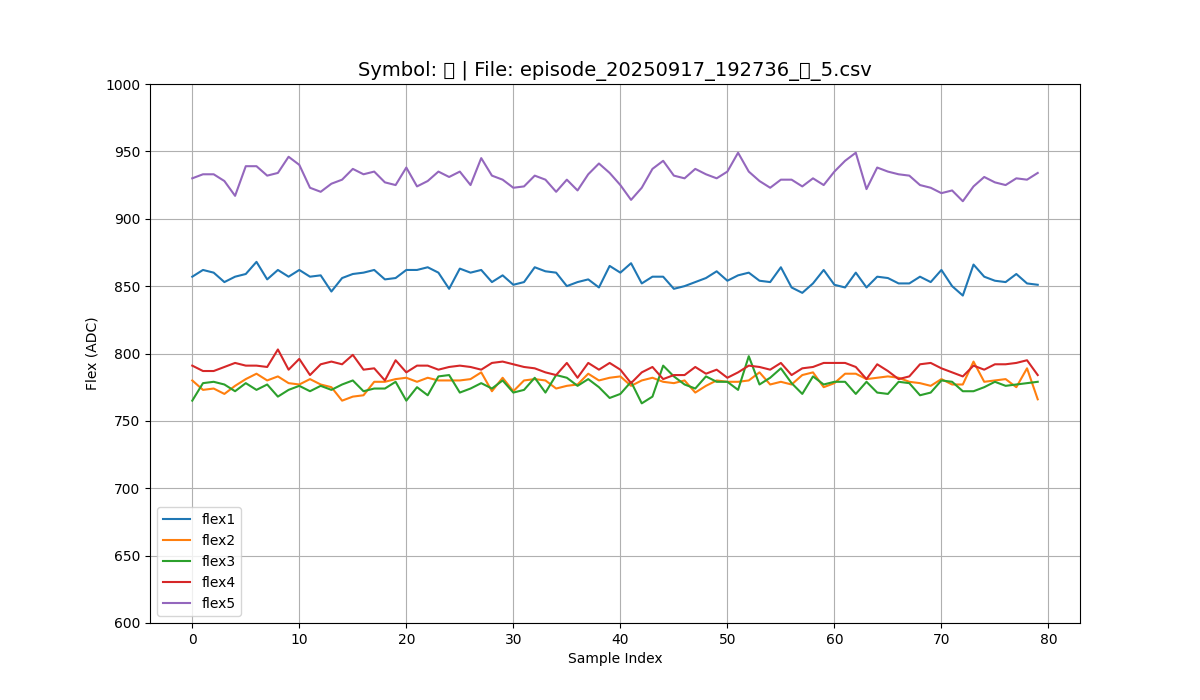 Symbol: ▯ | File: episode_20250917_192736_▯_5.csv
1000
950
900
850
800
750
700
650
600
Flex (ADC)
flex1
flex2
flex3
flex4
flex5
0 10 20 30 40 50 60 70 80
Sample Index